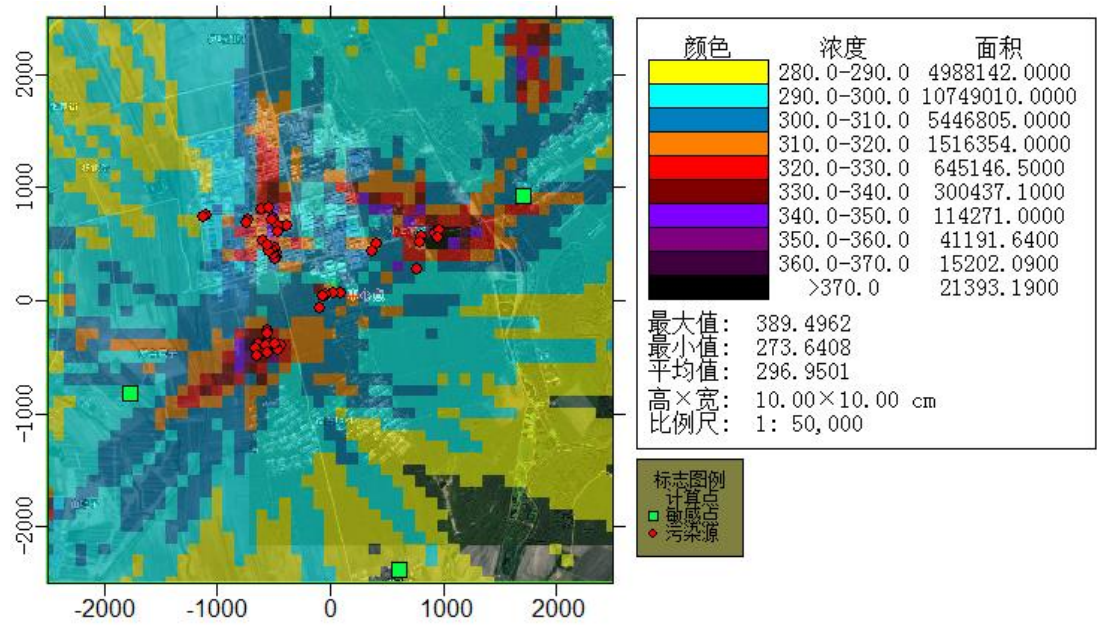 颜色 浓度 面积
280.0-290.0 4988142.0000
290.0-300.0 10749010.0000
300.0-310.0 5446805.0000
310.0-320.0 1516354.0000
320.0-330.0 645146.5000
330.0-340.0 300437.1000
340.0-350.0 114271.0000
350.0-360.0 41191.6400
360.0-370.0 15202.0900
>370.0 21393.1900
最大值: 389.4962
最小值: 273.6408
平均值: 296.9501
高×宽: 10.00×10.00 cm
比例尺: 1: 50,000
标志图例
计算点
敏感点
污染源
2000
1000
0
-1000
-2000
-2000 -1000 0 1000 2000